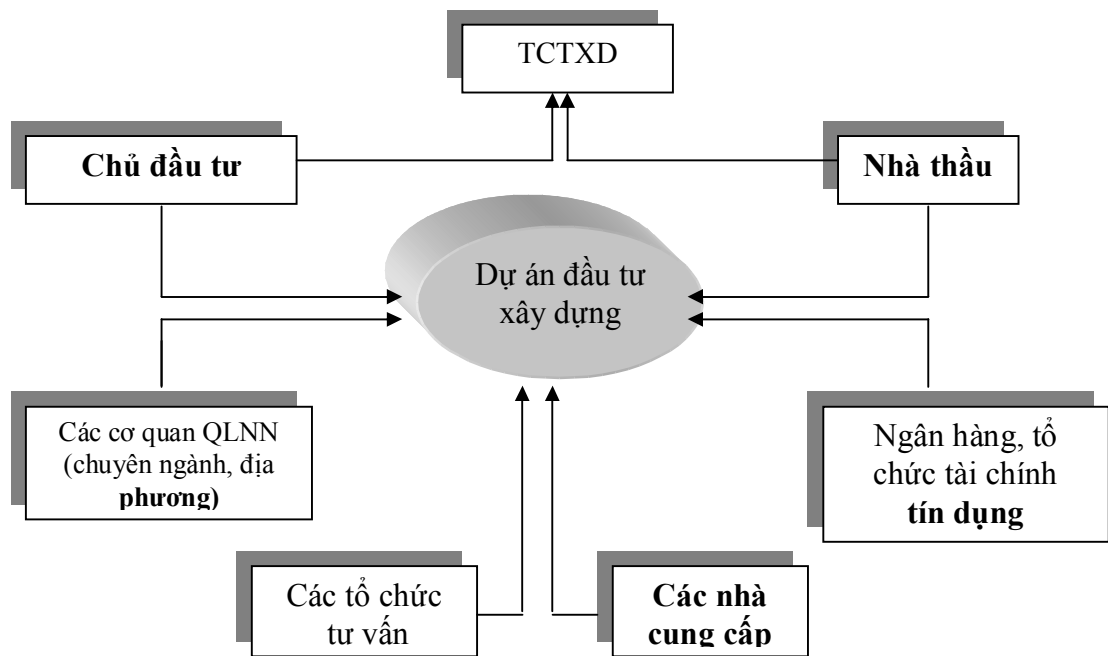 TCTXD
Chủ đầu tư
Nhà thầu
Dự án đầu tư
xây dựng
Các cơ quan QLNN
(chuyên ngành, địa
phương)
Ngân hàng, tổ
chức tài chính
tín dụng
Các tổ chức
tư vấn
Các nhà
cung cấp